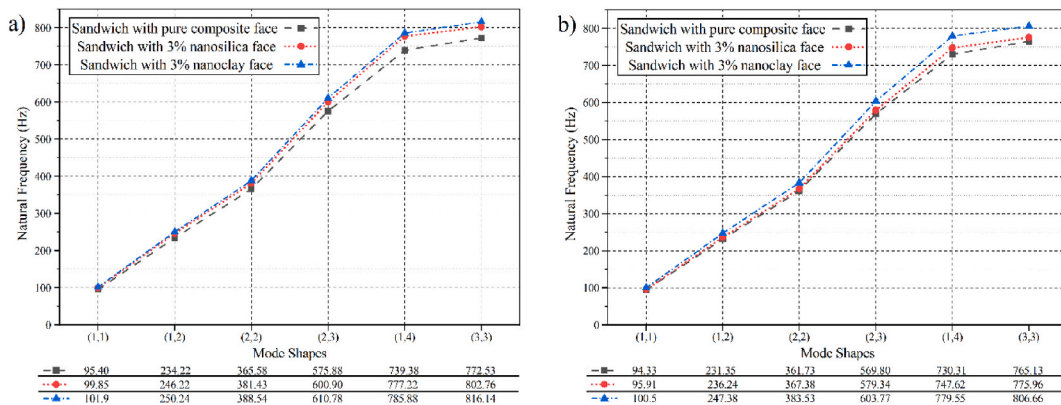 a)
Sandwich with pure composite face
Sandwich with 3% nanosilica face
Sandwich with 3% nanoclay face
Natural Frequency (Hz)
800
700
600
500
400
300
200
100
0
(1,1) (1,2) (2,2) (2,3) (1,4) (3,3)
Mode Shapes
95.40 234.22 365.58 575.88 739.38 772.53
99.85 246.22 381.43 600.90 777.22 802.76
101.9 250.24 388.54 610.78 785.88 816.14
b)
Sandwich with pure composite face
Sandwich with 3% nanosilica face
Sandwich with 3% nanoclay face
Natural Frequency (Hz)
800
700
600
500
400
300
200
100
0
(1,1) (1,2) (2,2) (2,3) (1,4) (3,3)
Mode Shapes
94.33 231.35 361.73 569.80 730.31 765.13
95.91 236.24 367.38 579.34 747.62 775.96
100.5 247.38 383.53 603.77 779.55 806.66